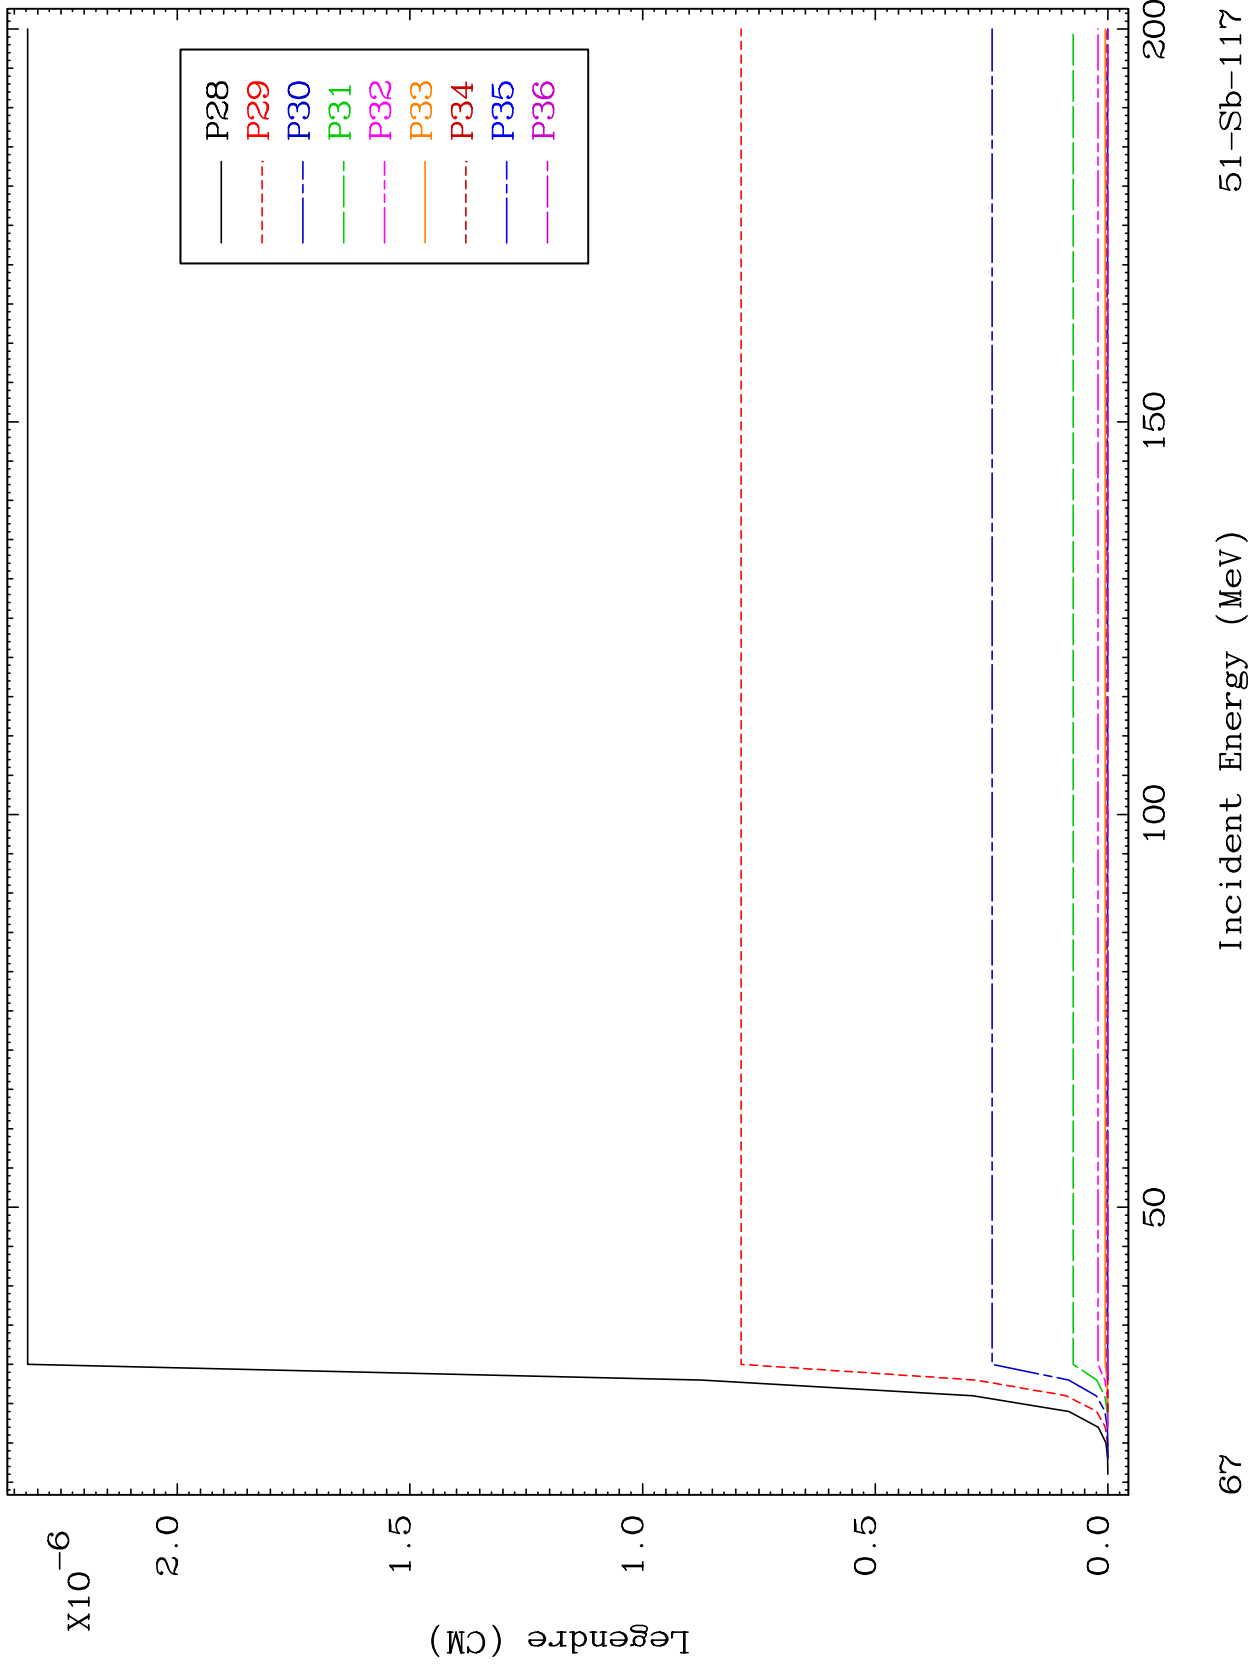 X10⁻⁶
2.0
1.5
1.0
0.5
0.0
Legendre (CM)
P28
P29
P30
P31
P32
P33
P34
P35
P36
50
100
150
200
67
Incident Energy (MeV)
51-Sb-117